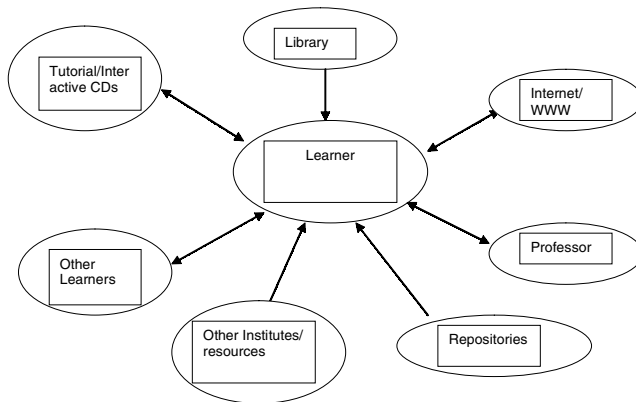 Library
Tutorial/Inter
active CDs
Internet/
WWW
Learner
Other
Learners
Professor
Other Institutes/
resources
Repositories